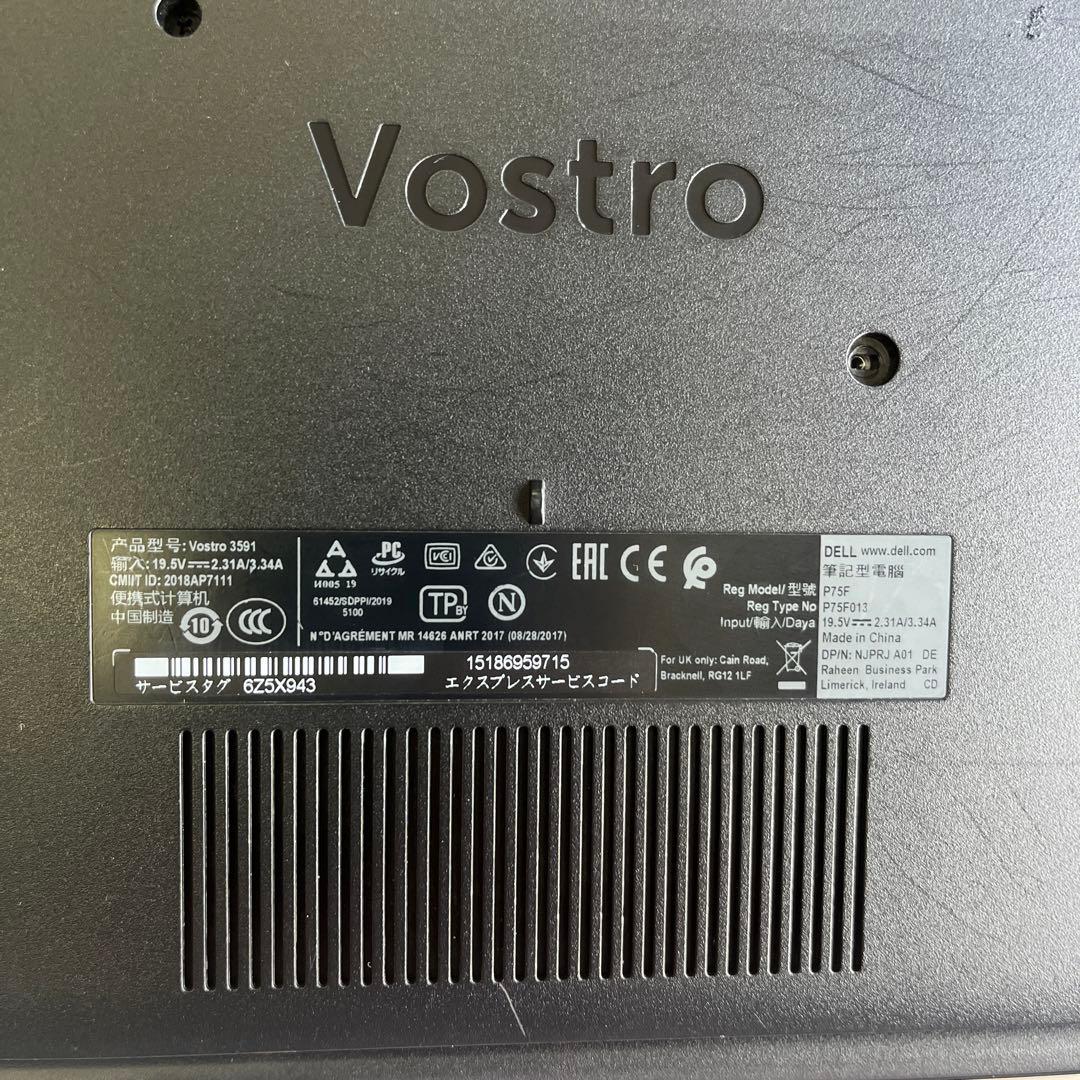 Vostro
产品型号: Vostro 3591
输入: 19.5V⎓2.31A/3.34A
CMIIT ID: 2018AP7111
便携式计算机
中国制造
10
CCC
И005 19
PC
リサイクル
VCI
EAC
CE
61452/SDPPI/2019
5100
TP BY
N
N°D'AGRÉMENT MR 14626 ANRT 2017 (08/28/2017)
サービスタグ 6Z5X943
15186959715
エクスプレスサービスコード
Reg Model/ 型號 P75F
Reg Type No P75F013
Input/輸入/Daya 19.5V⎓2.31A/3.34A
For UK only: Cain Road,
Bracknell, RG12 1LF
DELL www.dell.com
筆記型電腦
Made in China
DP/N: NJPRJ A01 DE
Raheen Business Park
Limerick, Ireland CD